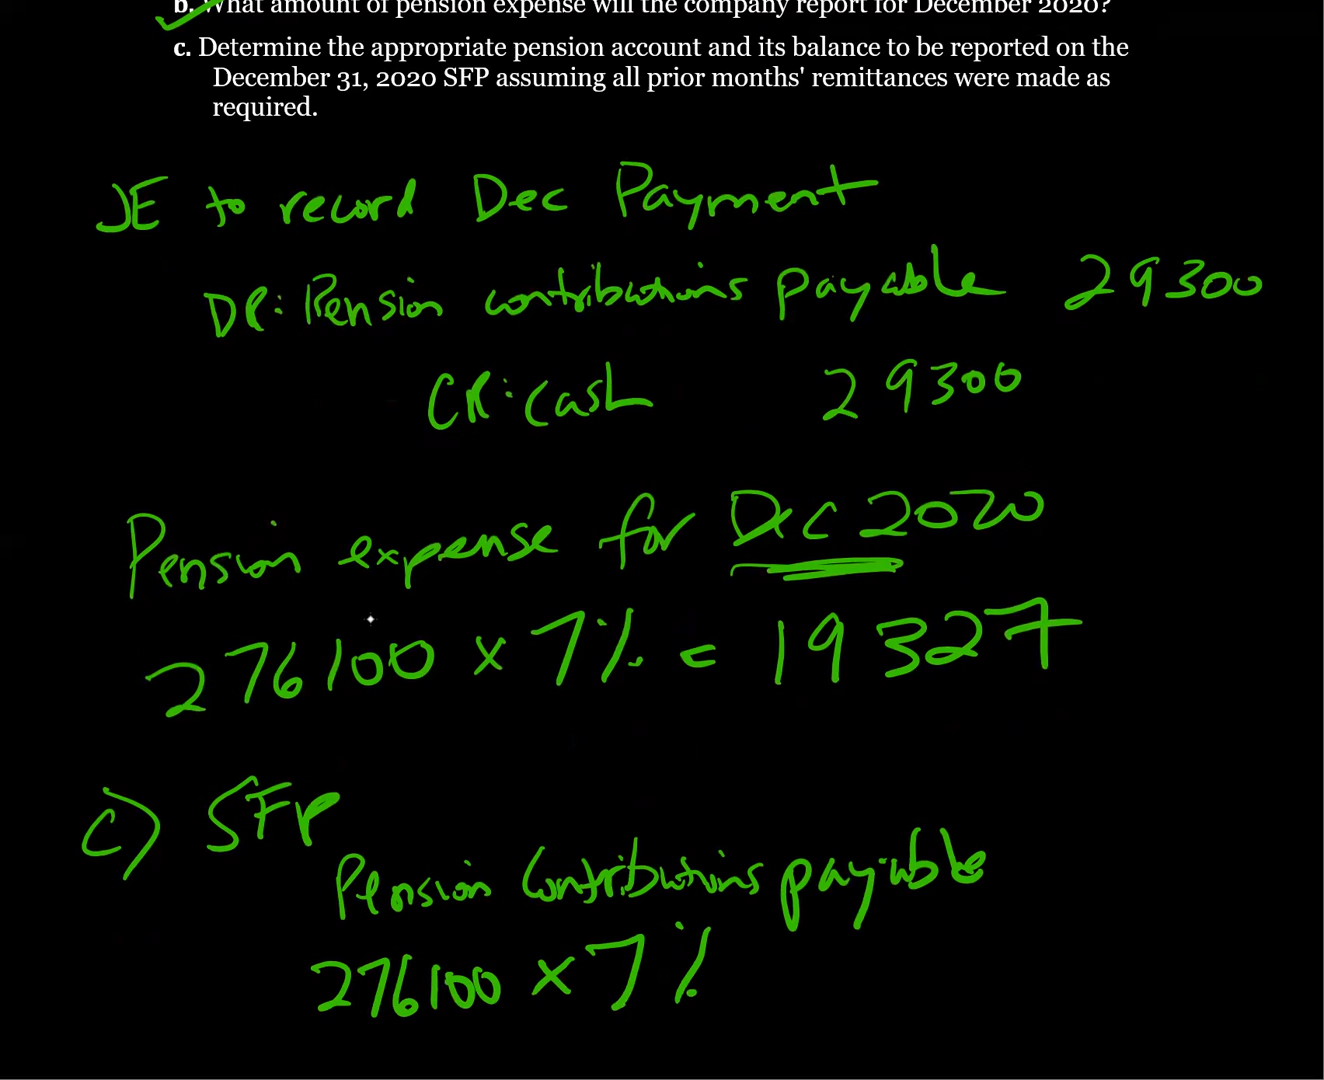 b. What amount of pension expense will the company report for December 2020?
c. Determine the appropriate pension account and its balance to be reported on the
December 31, 2020 SFP assuming all prior months' remittances were made as
required.
JE to record Dec Payment
DR: Pension contributions payable 29300
CR: Cash 29300
Pension expense for Dec 2020
276100 x 7% = 19327
c) SFP
Pension Contributions payable
276100 x 7%